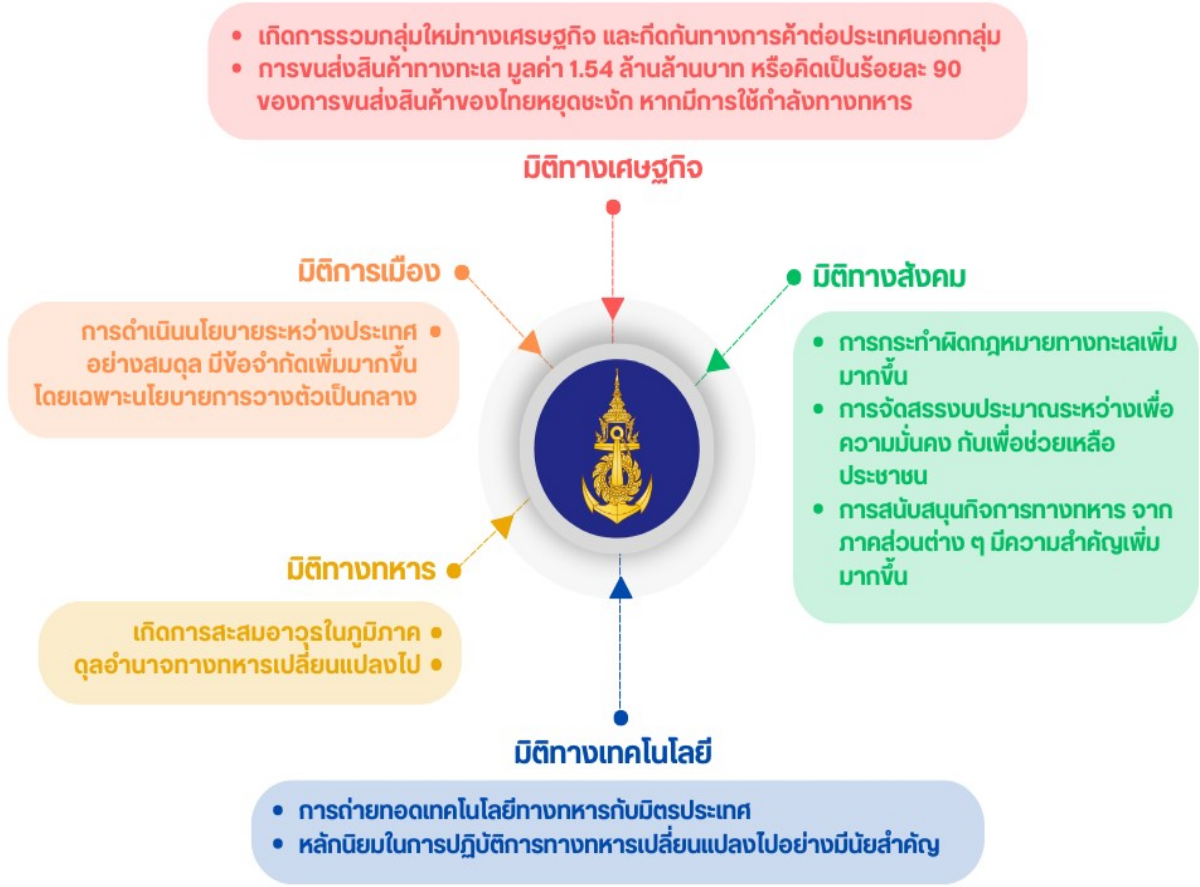 • เกิดการรวมกลุ่มใหม่ทางเศรษฐกิจ และกีดกันทางการค้าต่อประเทศนอกกลุ่ม
• การขนส่งสินค้าทางทะเล มูลค่า 1.54 ล้านล้านบาท หรือคิดเป็นร้อยละ 90
ของการขนส่งสินค้าของไทยหยุดชะงัก หากมีการใช้กำลังทางทหาร
มิติทางเศษฐกิจ
มิติการเมือง
การดำเนินนโยบายระหว่างประเทศ •
อย่างสมดุล มีข้อจำกัดเพิ่มมากขึ้น
โดยเฉพาะนโยบายการวางตัวเป็นกลาง
มิติทางสังคม
• การกระทำผิดกฎหมายทางทะเลเพิ่ม
มากขึ้น
• การจัดสรรงบประมาณระหว่างเพื่อ
ความมั่นคง กับเพื่อช่วยเหลือ
ประชาชน
• การสนับสนุนกิจการทางทหาร จาก
ภาคส่วนต่าง ๆ มีความสำคัญเพิ่ม
มากขึ้น
มิติทางทหาร
เกิดการสะสมอาวุธในภูมิภาค •
ดุลอำนาจทางทหารเปลี่ยนแปลงไป •
มิติทางเทคโนโลยี
• การถ่ายทอดเทคโนโลยีทางทหารกับมิตรประเทศ
• หลักนิยมในการปฏิบัติการทางทหารเปลี่ยนแปลงไปอย่างมีนัยสำคัญ